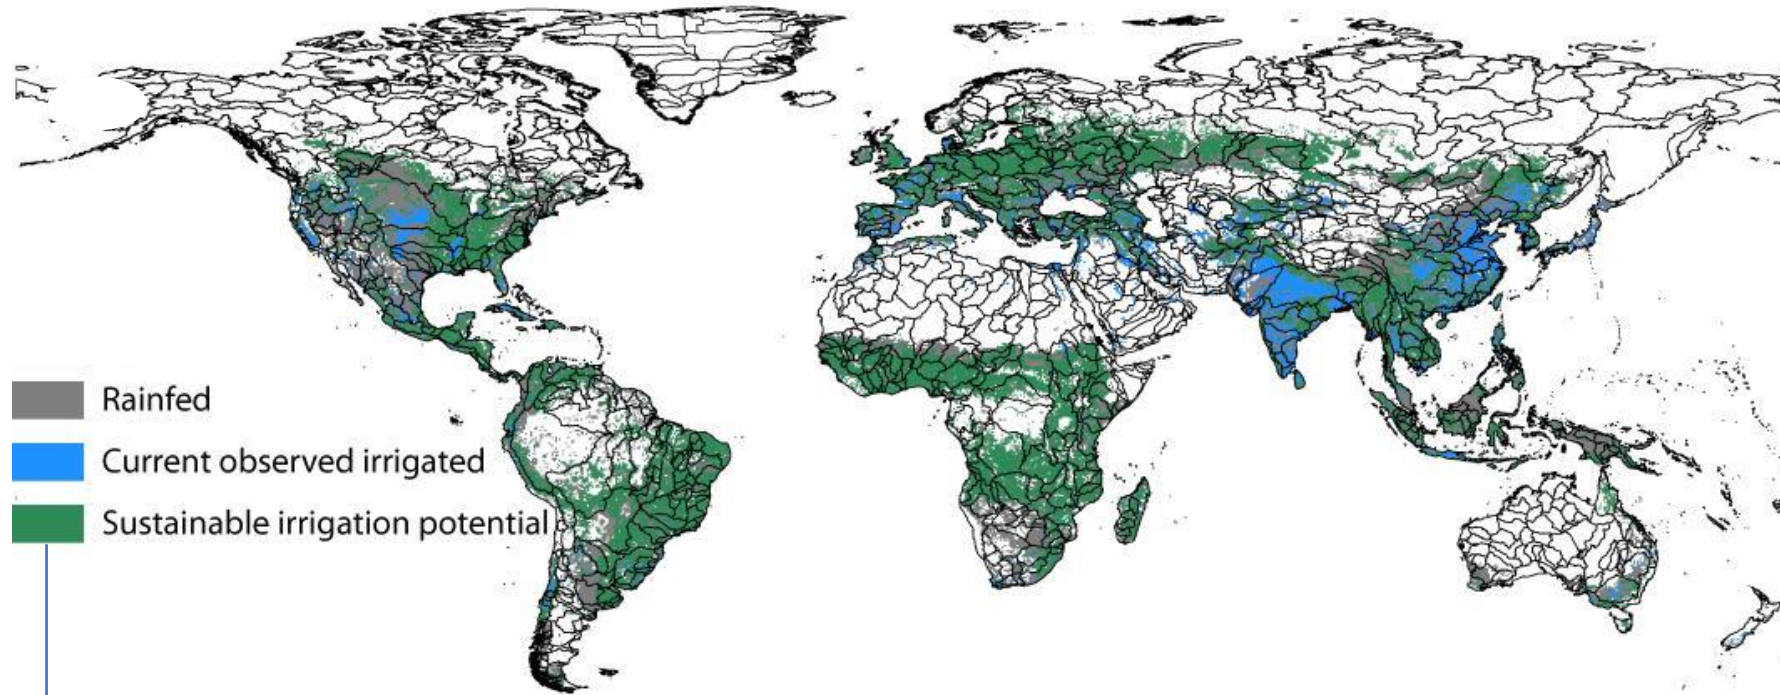 Rainfed
Current observed irrigated
Sustainable irrigation potential